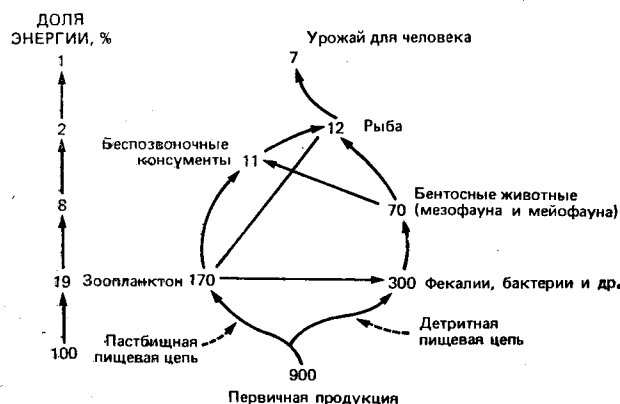 ДОЛЯ
ЭНЕРГИИ, %
1
2
8
19
100
Урожай для человека
7
12 Рыба
Беспозвоночные
консументы 11
70 Бентосные животные
(мезофауна и мейофауна)
Зоопланктон 170
300 Фекалии, бактерии и др.
Пастбищная
пищевая цепь
Детритная
пищевая цепь
900
Первичная продукция